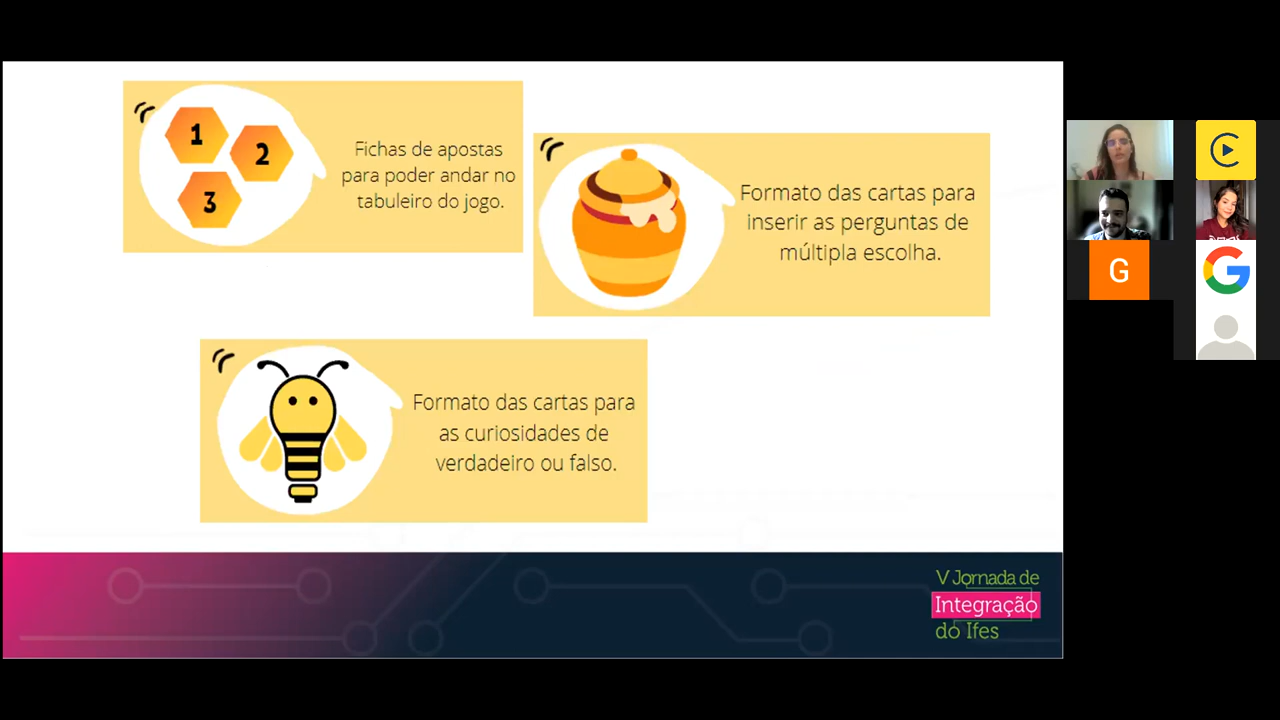 1
2
3
Fichas de apostas
para poder andar no
tabuleiro do jogo.
Formato das cartas para
inserir as perguntas de
múltipla escolha.
Formato das cartas para
as curiosidades de
verdadeiro ou falso.
V Jornada de
Integração
do Ifes
G